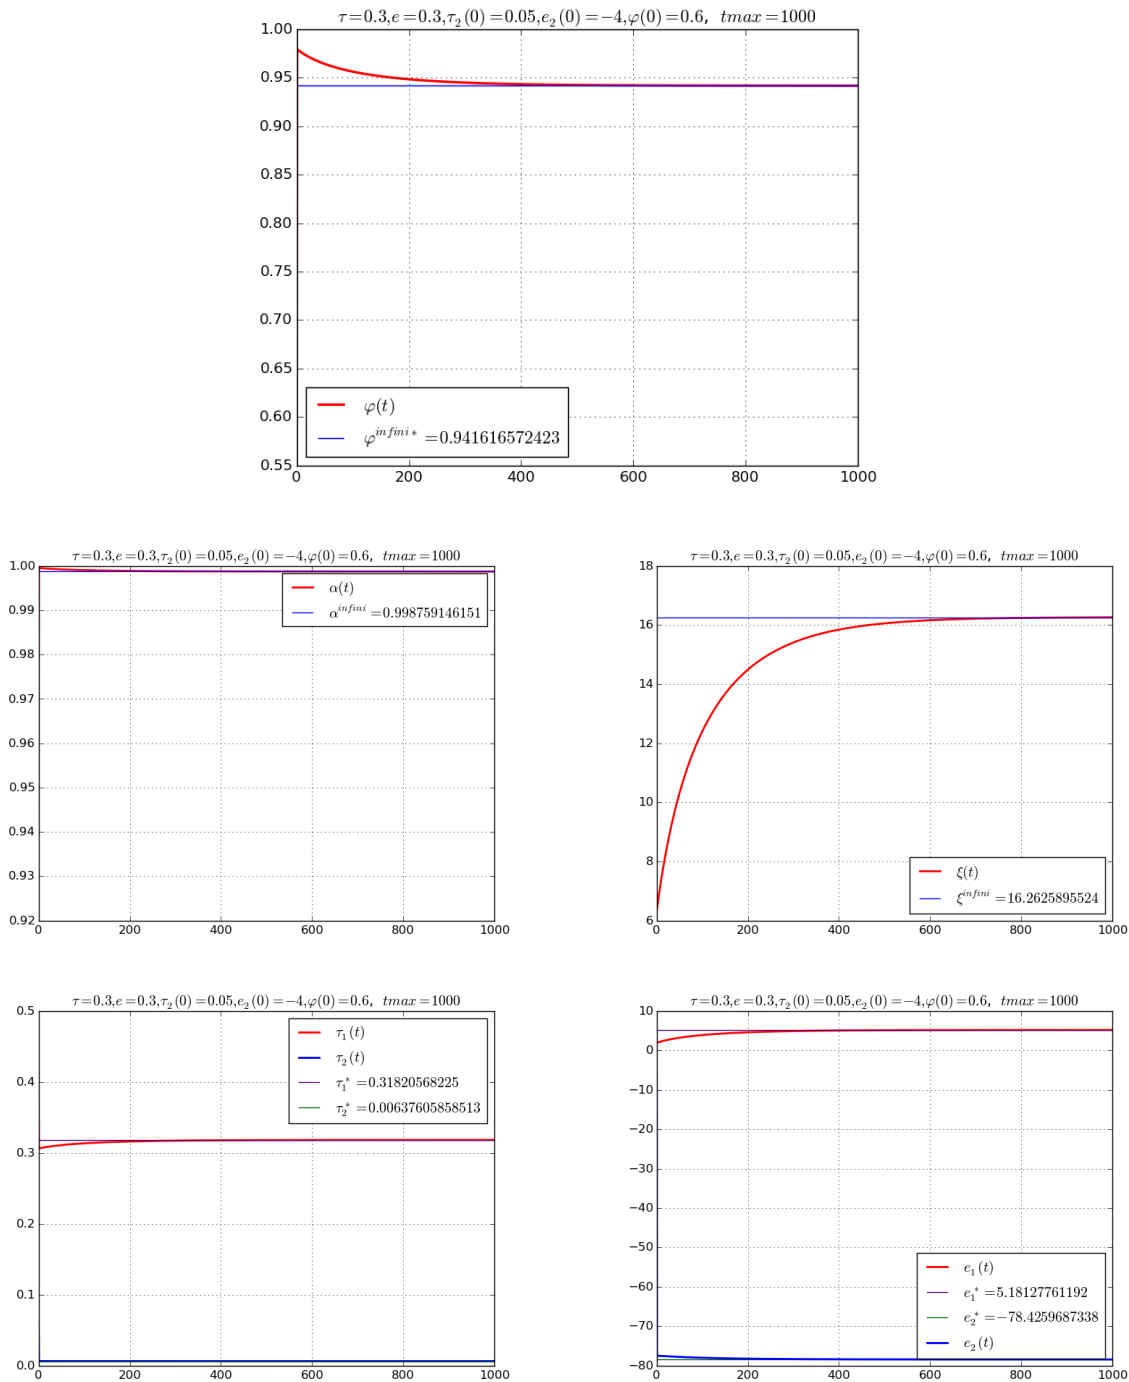 τ=0.3,e=0.3,τ₂(0)=0.05,e₂(0)=−4,φ(0)=0.6, tmax=1000
1.00
0.95
0.90
0.85
0.80
0.75
0.70
0.65
0.60
0.55
φ(t)
φ^{infini*}=0.941616572423
0 200 400 600 800 1000
τ=0.3,e=0.3,τ₂(0)=0.05,e₂(0)=−4,φ(0)=0.6, tmax=1000
1.00
0.99
0.98
0.97
0.96
0.95
0.94
0.93
0.92
α(t)
α^{infini}=0.998759146151
0 200 400 600 800 1000
τ=0.3,e=0.3,τ₂(0)=0.05,e₂(0)=−4,φ(0)=0.6, tmax=1000
18
16
14
12
10
8
6
ξ(t)
ξ^{infini}=16.2625895524
0 200 400 600 800 1000
τ=0.3,e=0.3,τ₂(0)=0.05,e₂(0)=−4,φ(0)=0.6, tmax=1000
0.5
0.4
0.3
0.2
0.1
0.0
τ₁(t)
τ₂(t)
τ₁*=0.31820568225
τ₂*=0.00637605858513
0 200 400 600 800 1000
τ=0.3,e=0.3,τ₂(0)=0.05,e₂(0)=−4,φ(0)=0.6, tmax=1000
10
0
−10
−20
−30
−40
−50
−60
−70
−80
e₁(t)
e₁*=5.18127761192
e₂*=−78.4259687338
e₂(t)
0 200 400 600 800 1000